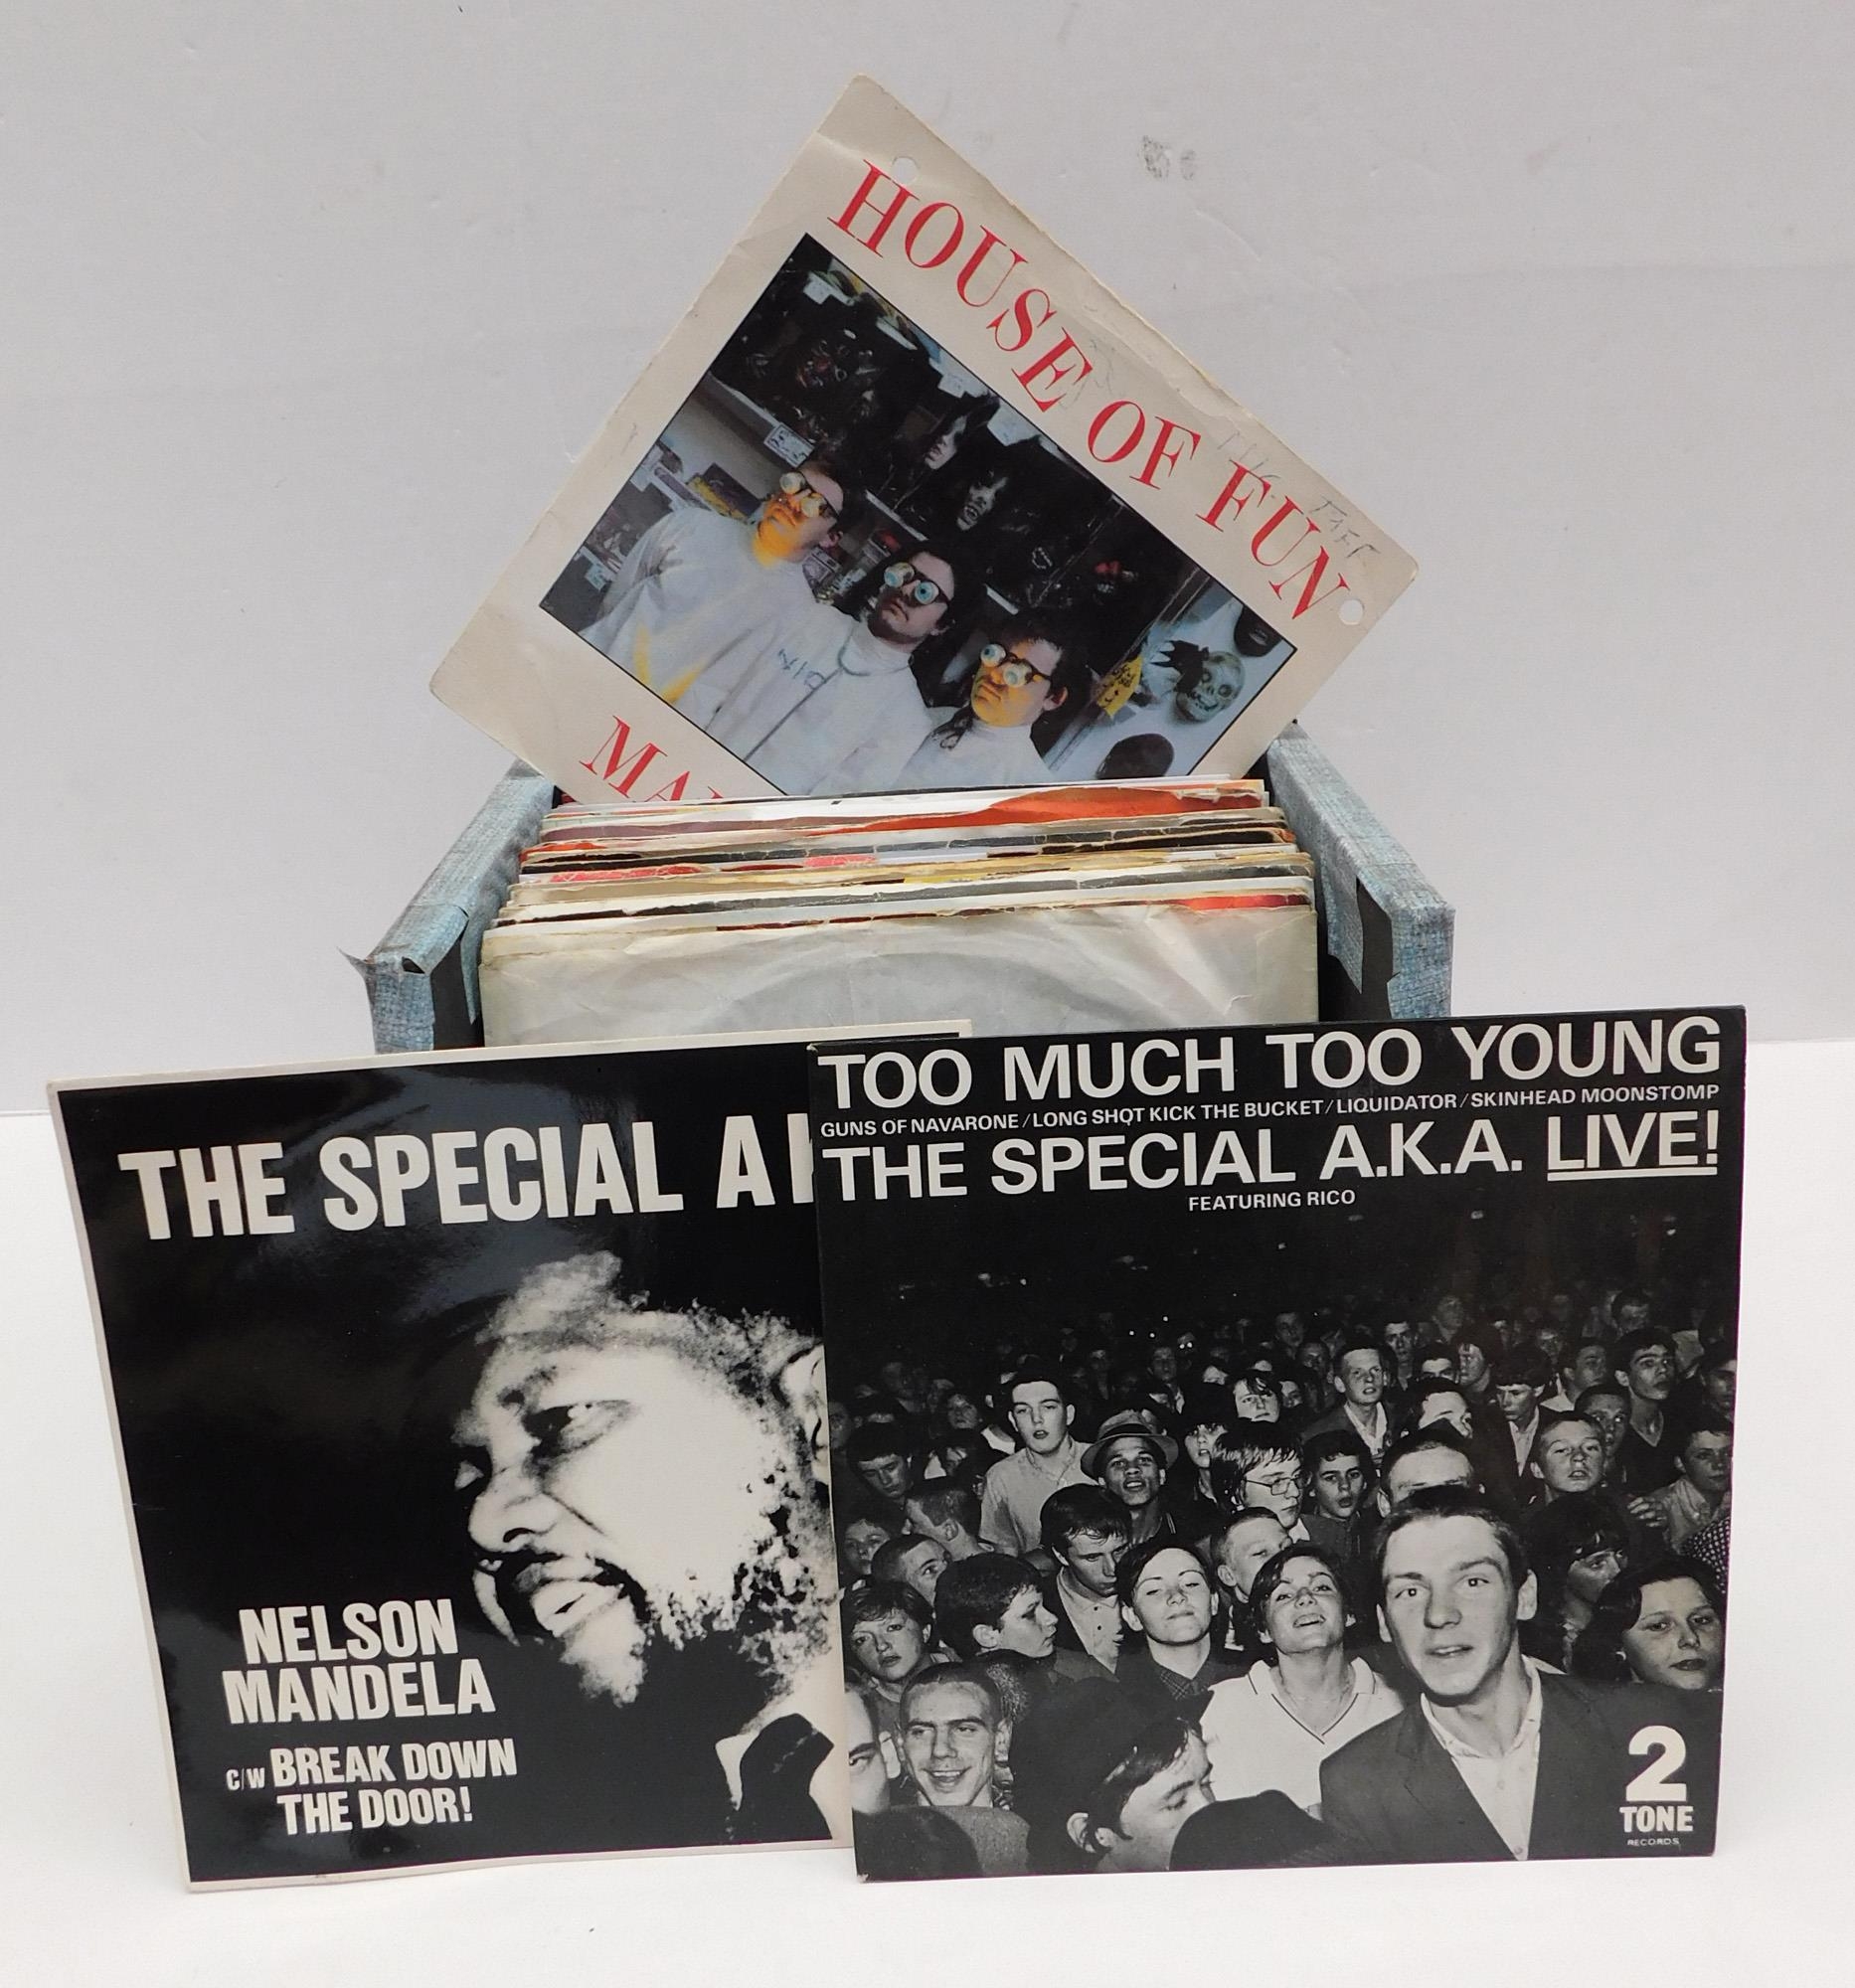 HOUSE OF FUN
THE SPECIAL A
NELSON
MANDELA
C/W BREAK DOWN
THE DOOR!
TOO MUCH TOO YOUNG
GUNS OF NAVARONE/LONG SHOT KICK THE BUCKET/LIQUIDATOR/SKINHEAD MOONSTOMP
THE SPECIAL A.K.A. LIVE!
FEATURING RICO
2
TONE
RECORDS